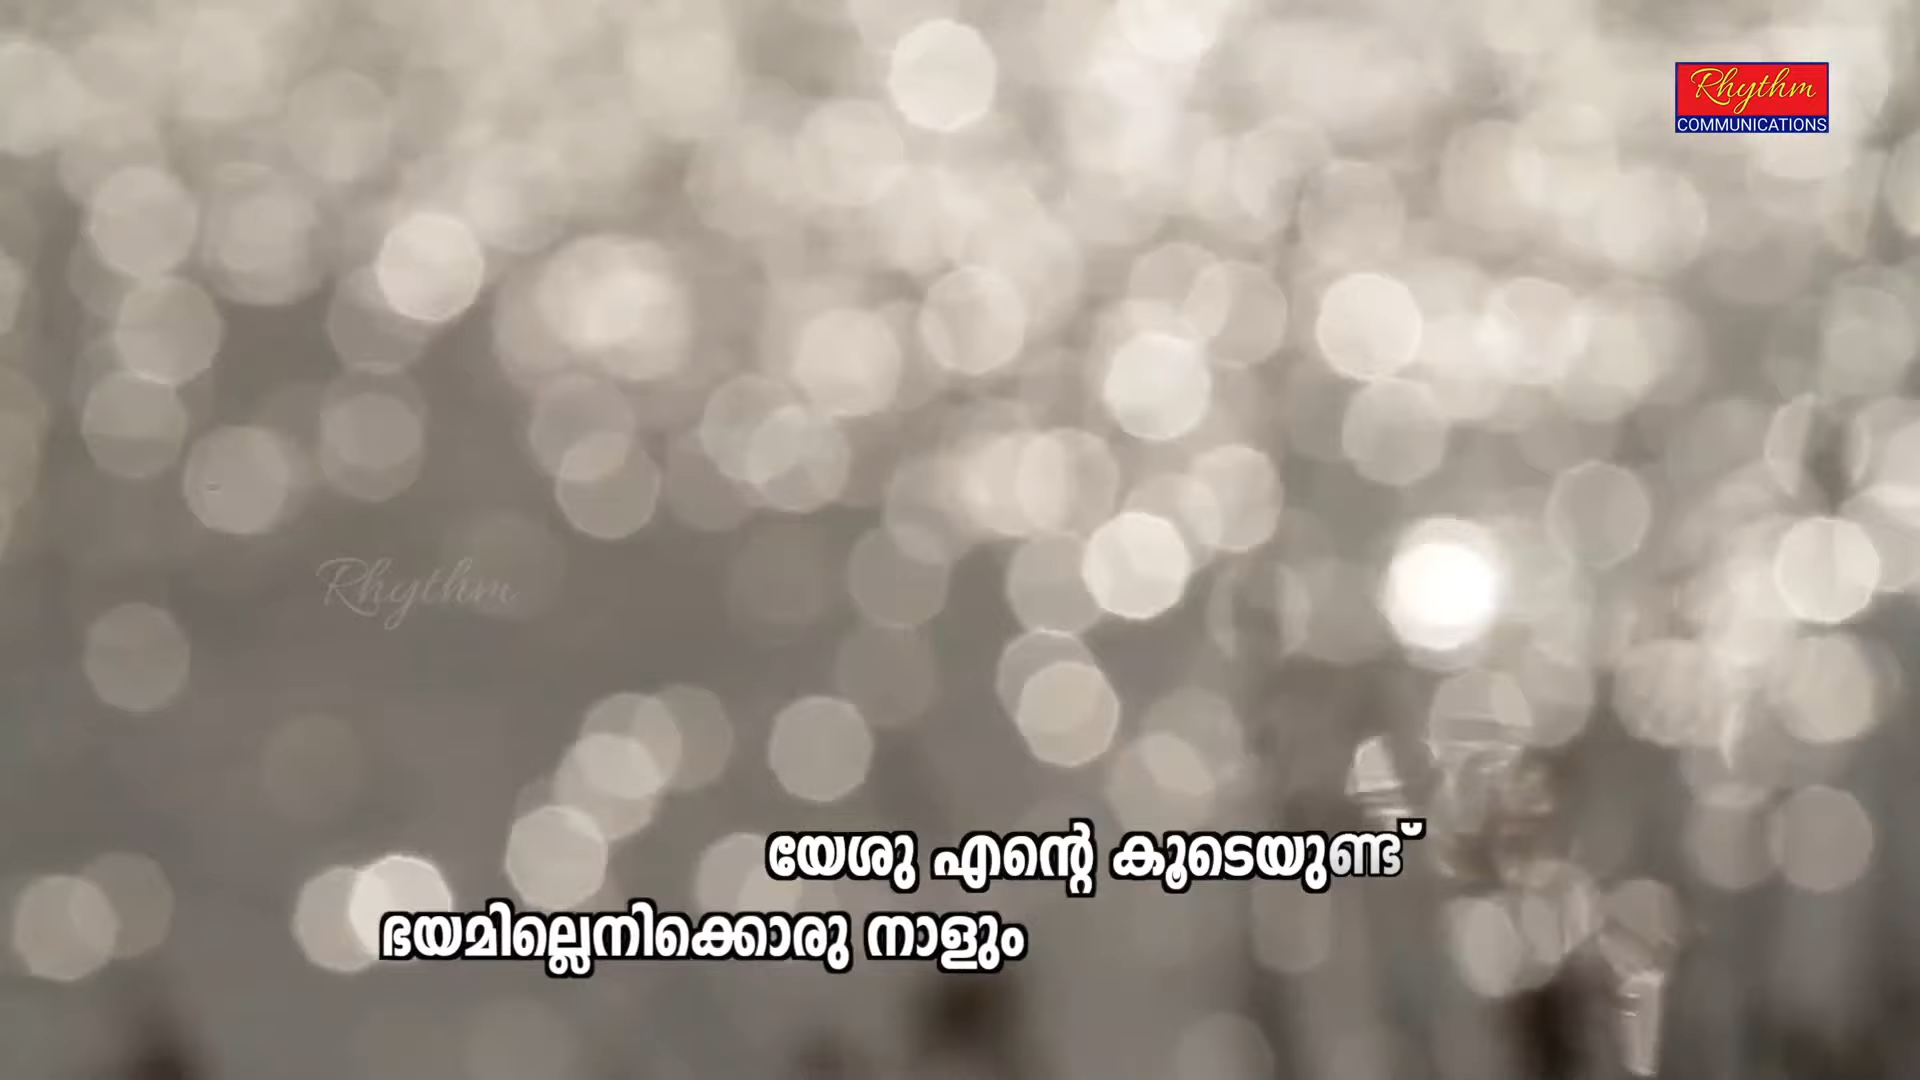 Rhythm
COMMUNICATIONS
Rhythm
യേശു എന്റെ കൂടെയുണ്ട്
ഭയമില്ലെനിക്കൊരു നാളും